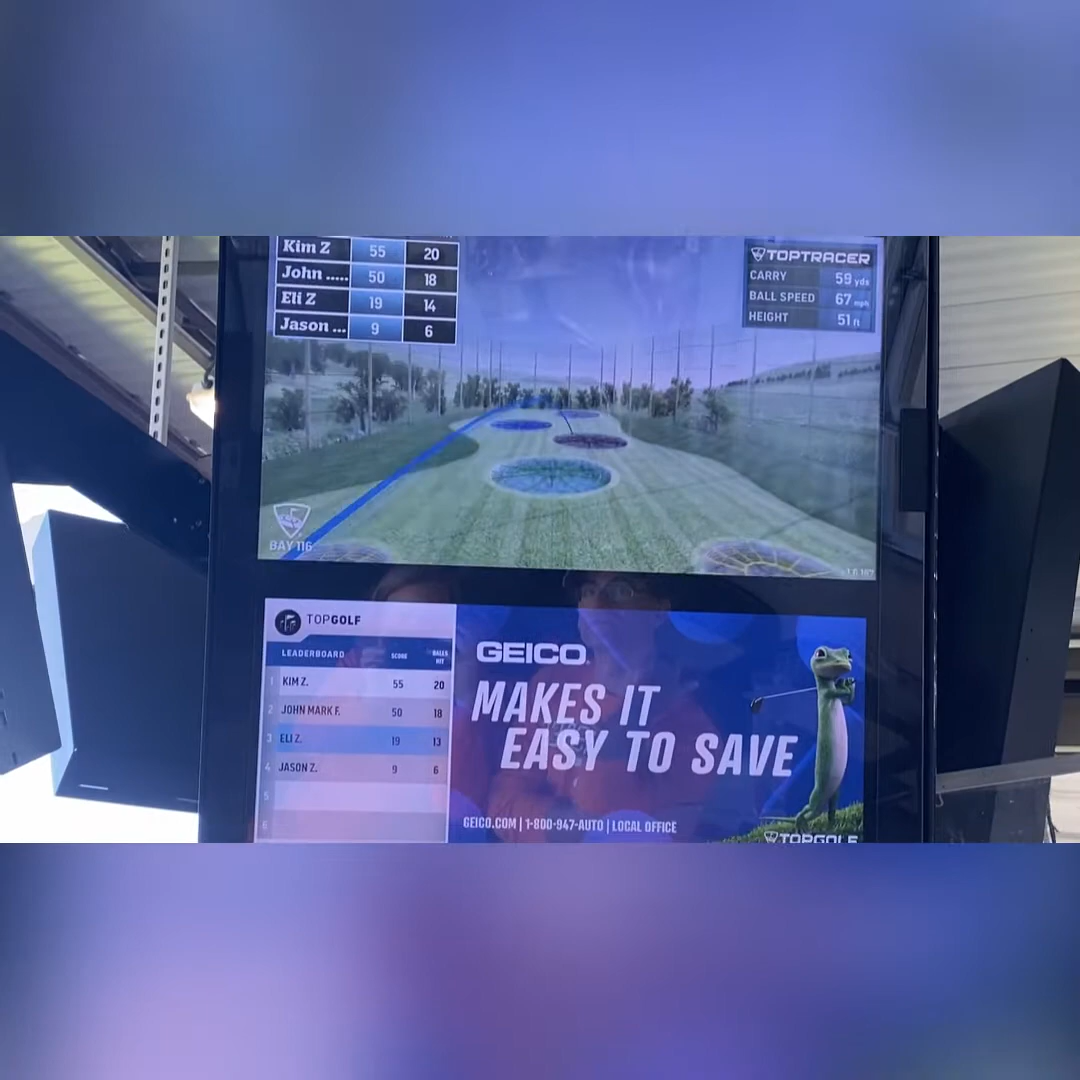 Kim Z 55 20
John ..... 50 18
Eli Z 19 14
Jason ... 9 6
TOPTRACER
CARRY 59 yds
BALL SPEED 67 mph
HEIGHT 51 ft
BAY 116
TOPGOLF
LEADERBOARD SCORE BALLS HIT
1 KIM Z. 55 20
2 JOHN MARK F. 50 18
3 ELI Z. 19 13
4 JASON Z. 9 6
5
6
GEICO
MAKES IT
EASY TO SAVE
GEICO.COM | 1-800-947-AUTO | LOCAL OFFICE
TOPGOLF